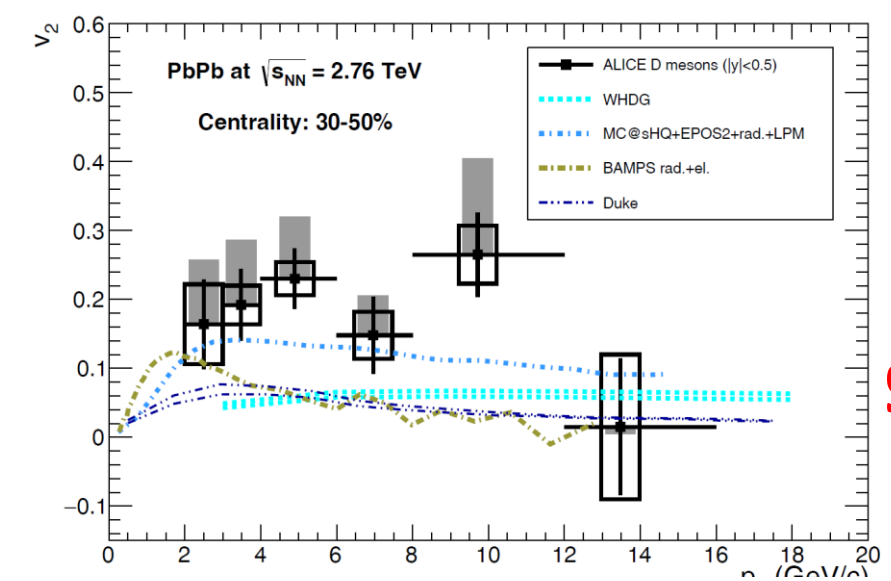 v2
0.6
0.5
0.4
0.3
0.2
0.1
0
−0.1
PbPb at √sNN = 2.76 TeV
Centrality: 30-50%
ALICE D mesons (|y|<0.5)
WHDG
MC@sHQ+EPOS2+rad.+LPM
BAMPS rad.+el.
Duke
0 2 4 6 8 10 12 14 16 18 20
(GeV/c)